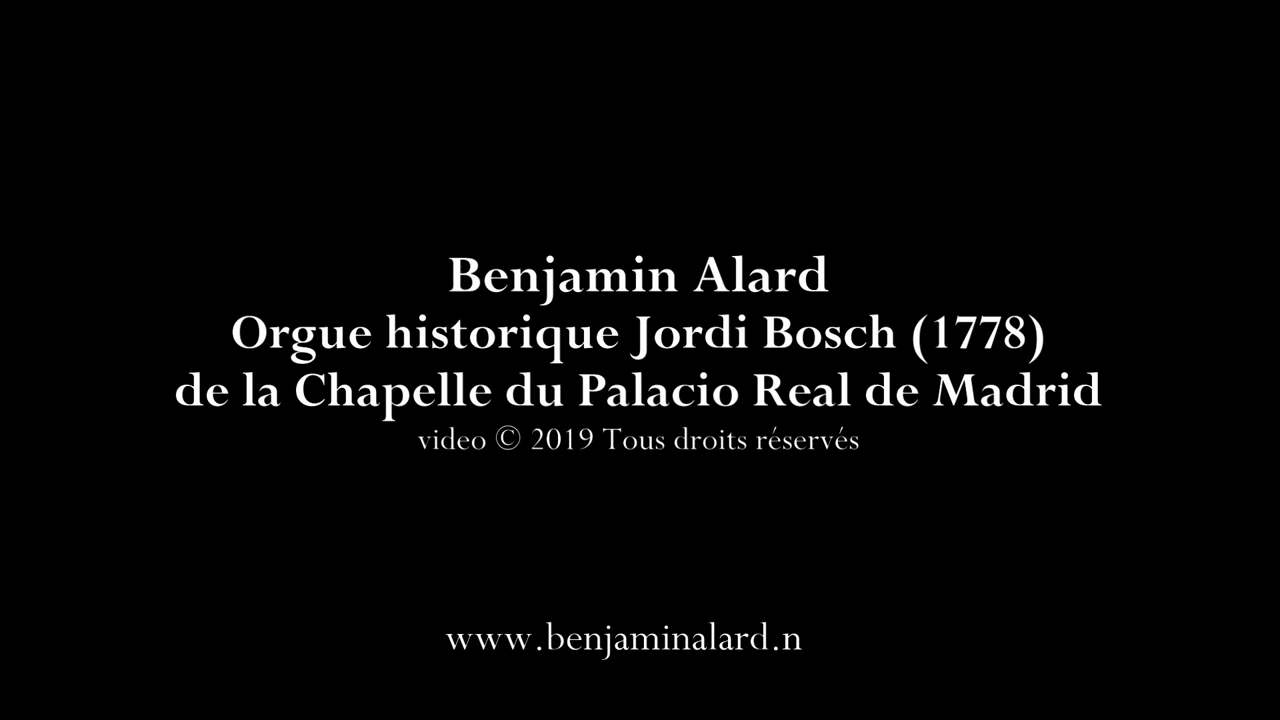 Benjamin Alard
Orgue historique Jordi Bosch (1778)
de la Chapelle du Palacio Real de Madrid
video © 2019 Tous droits réservés
www.benjaminalard.n